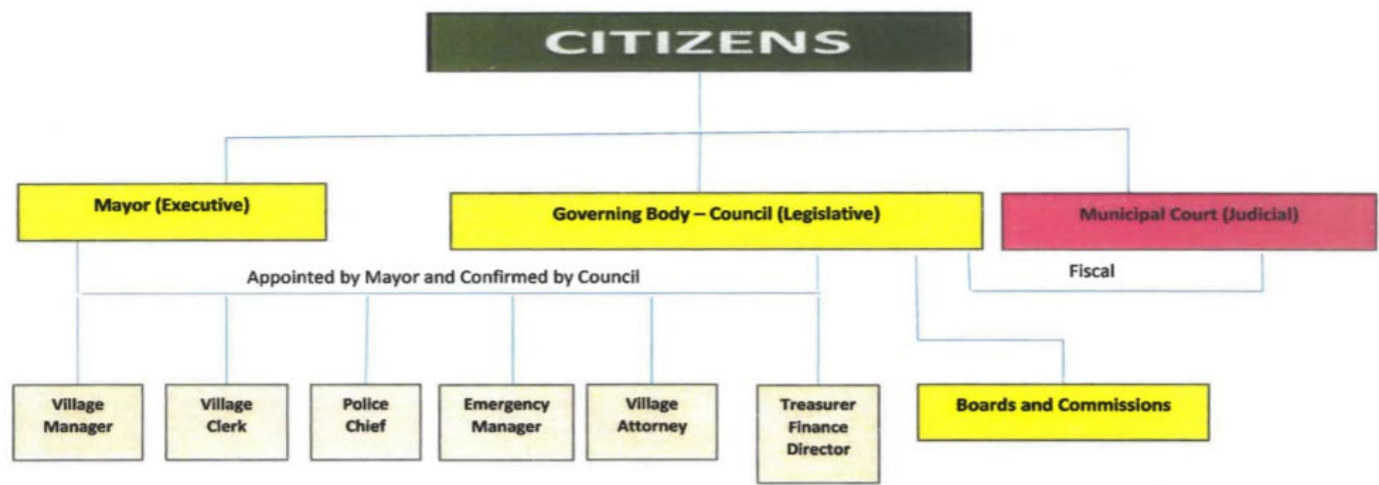 CITIZENS
Mayor (Executive)
Governing Body – Council (Legislative)
Municipal Court (Judicial)
Appointed by Mayor and Confirmed by Council
Fiscal
Village
Manager
Village
Clerk
Police
Chief
Emergency
Manager
Village
Attorney
Treasurer
Finance
Director
Boards and Commissions